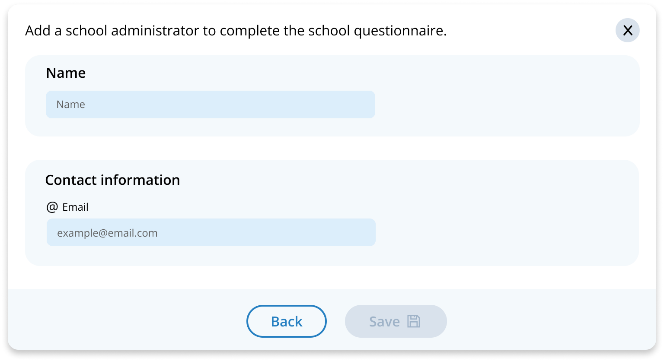 Add a school administrator to complete the school questionnaire.
X
Name
Name
Contact information
@ Email
example@email.com
Back
Save